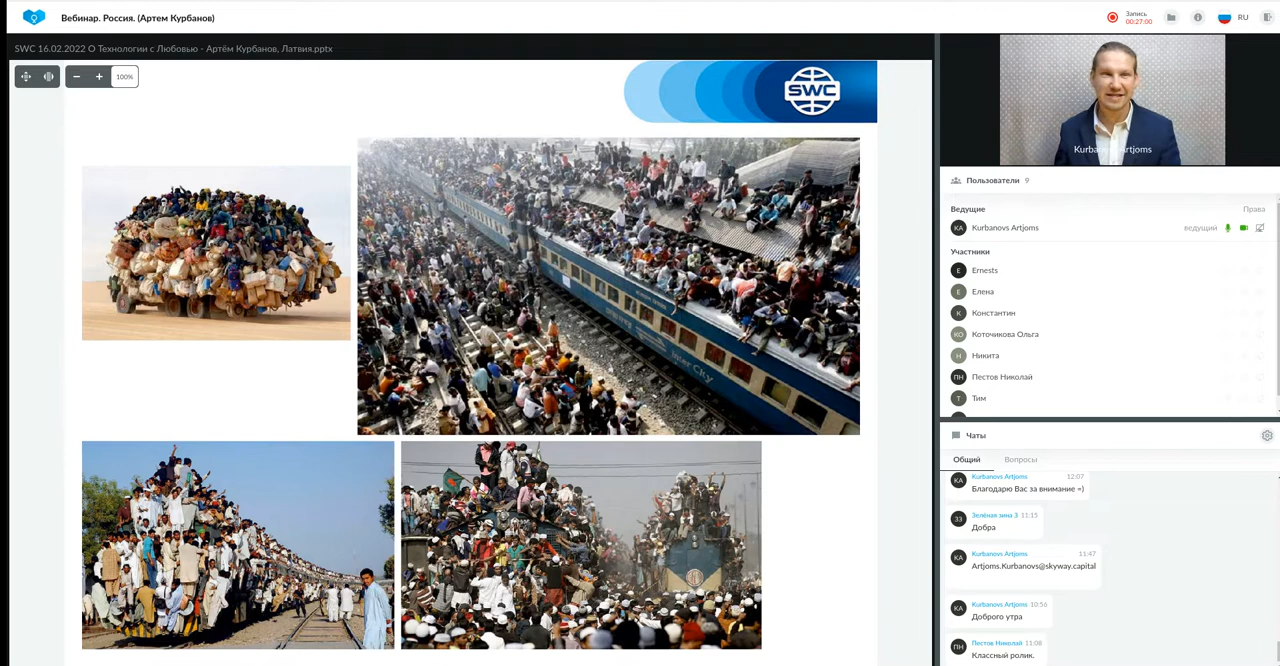 Вебинар. Россия. (Артем Курбанов)
Запись
00:27:00
RU
SWC 16.02.2022 О Технологии с Любовью - Артём Курбанов, Латвия.pptx
100%
SWC
Inter City
Kurbanovs Artjoms
Пользователи 9
Ведущие Права
KA Kurbanovs Artjoms ведущий
Участники
E Ernests
Е Елена
К Константин
КО Коточикова Ольга
Н Никита
ПН Пестов Николай
Т Тим
Чаты
Общий Вопросы
KA Kurbanovs Artjoms 12:07
Благодарю Вас за внимание =)
ЗЗ Зелёная зина З 11:15
Добра
KA Kurbanovs Artjoms 11:47
Artjoms.Kurbanovs@skyway.capital
KA Kurbanovs Artjoms 10:56
Доброго утра
ПН Пестов Николай 11:08
Классный ролик.